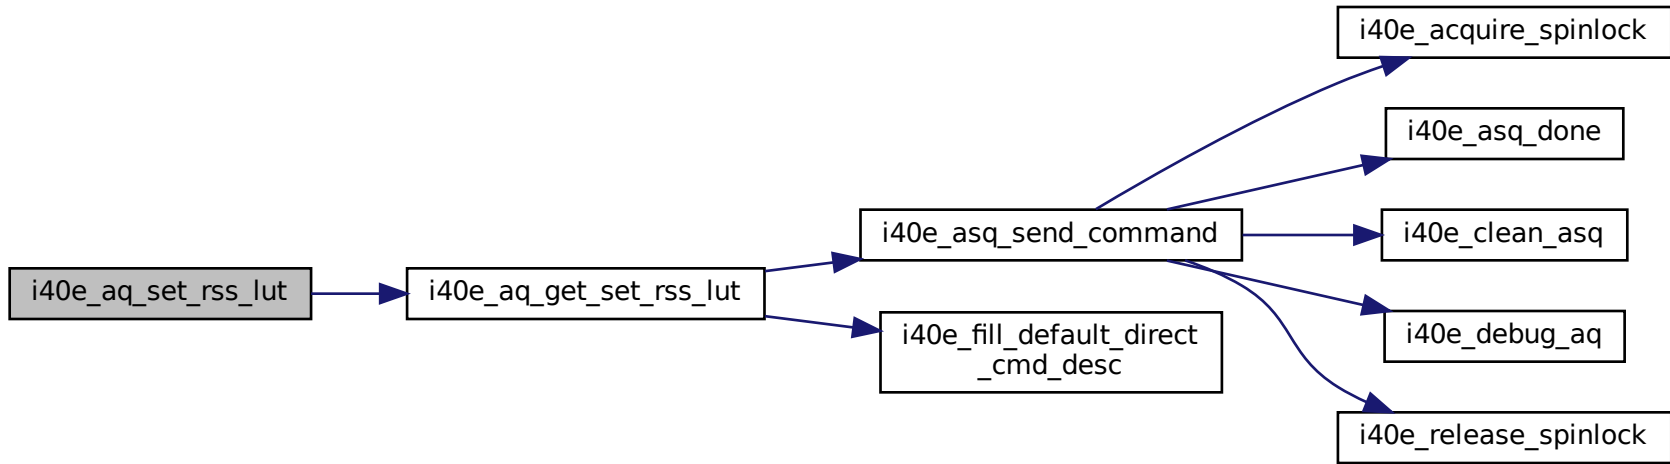 i40e_aq_set_rss_lut
i40e_aq_get_set_rss_lut
i40e_asq_send_command
i40e_fill_default_direct
_cmd_desc
i40e_acquire_spinlock
i40e_asq_done
i40e_clean_asq
i40e_debug_aq
i40e_release_spinlock